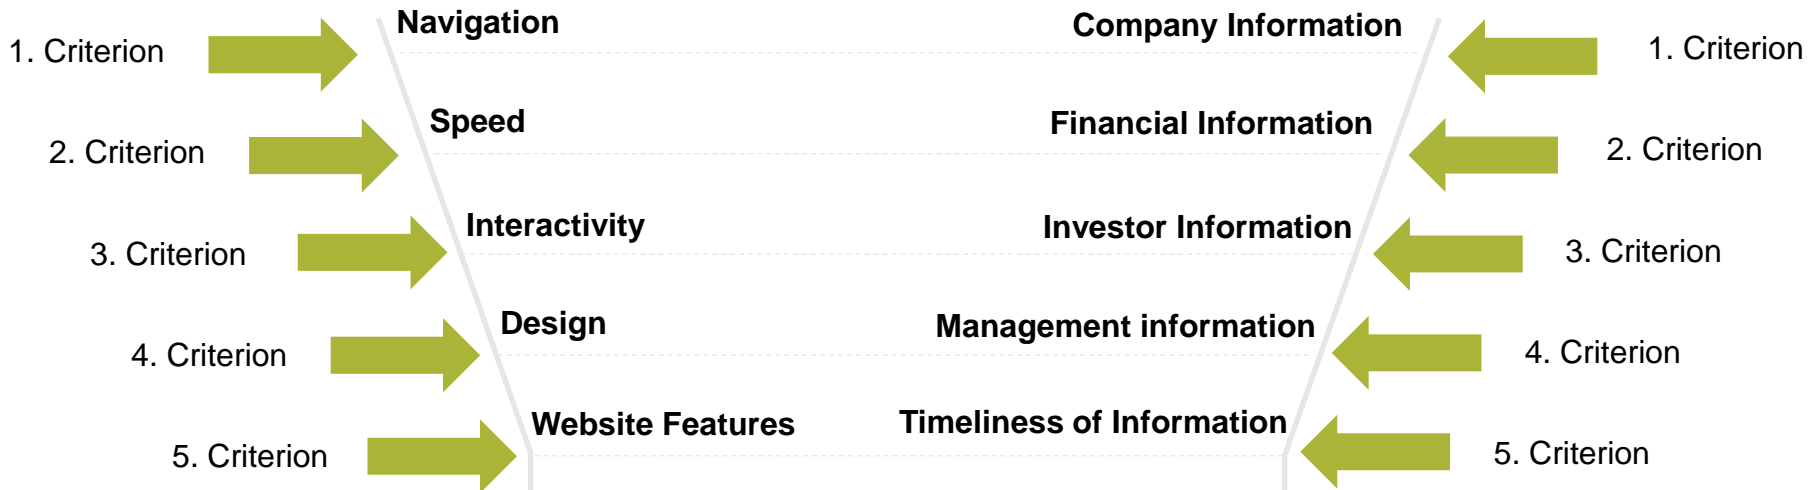 Navigation
Company Information
1. Criterion
1. Criterion
Speed
Financial Information
2. Criterion
2. Criterion
Interactivity
Investor Information
3. Criterion
3. Criterion
Design
Management information
4. Criterion
4. Criterion
Website Features
Timeliness of Information
5. Criterion
5. Criterion